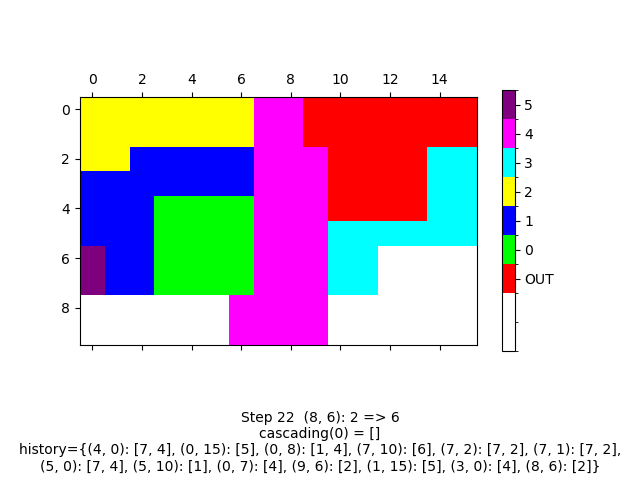 0 2 4 6 8 10 12 14
0
2
4
6
8
5
4
3
2
1
0
OUT
Step 22  (8, 6): 2 => 6
cascading(0) = []
history={(4, 0): [7, 4], (0, 15): [5], (0, 8): [1, 4], (7, 10): [6], (7, 2): [7, 2], (7, 1): [7, 2],
(5, 0): [7, 4], (5, 10): [1], (0, 7): [4], (9, 6): [2], (1, 15): [5], (3, 0): [4], (8, 6): [2]}